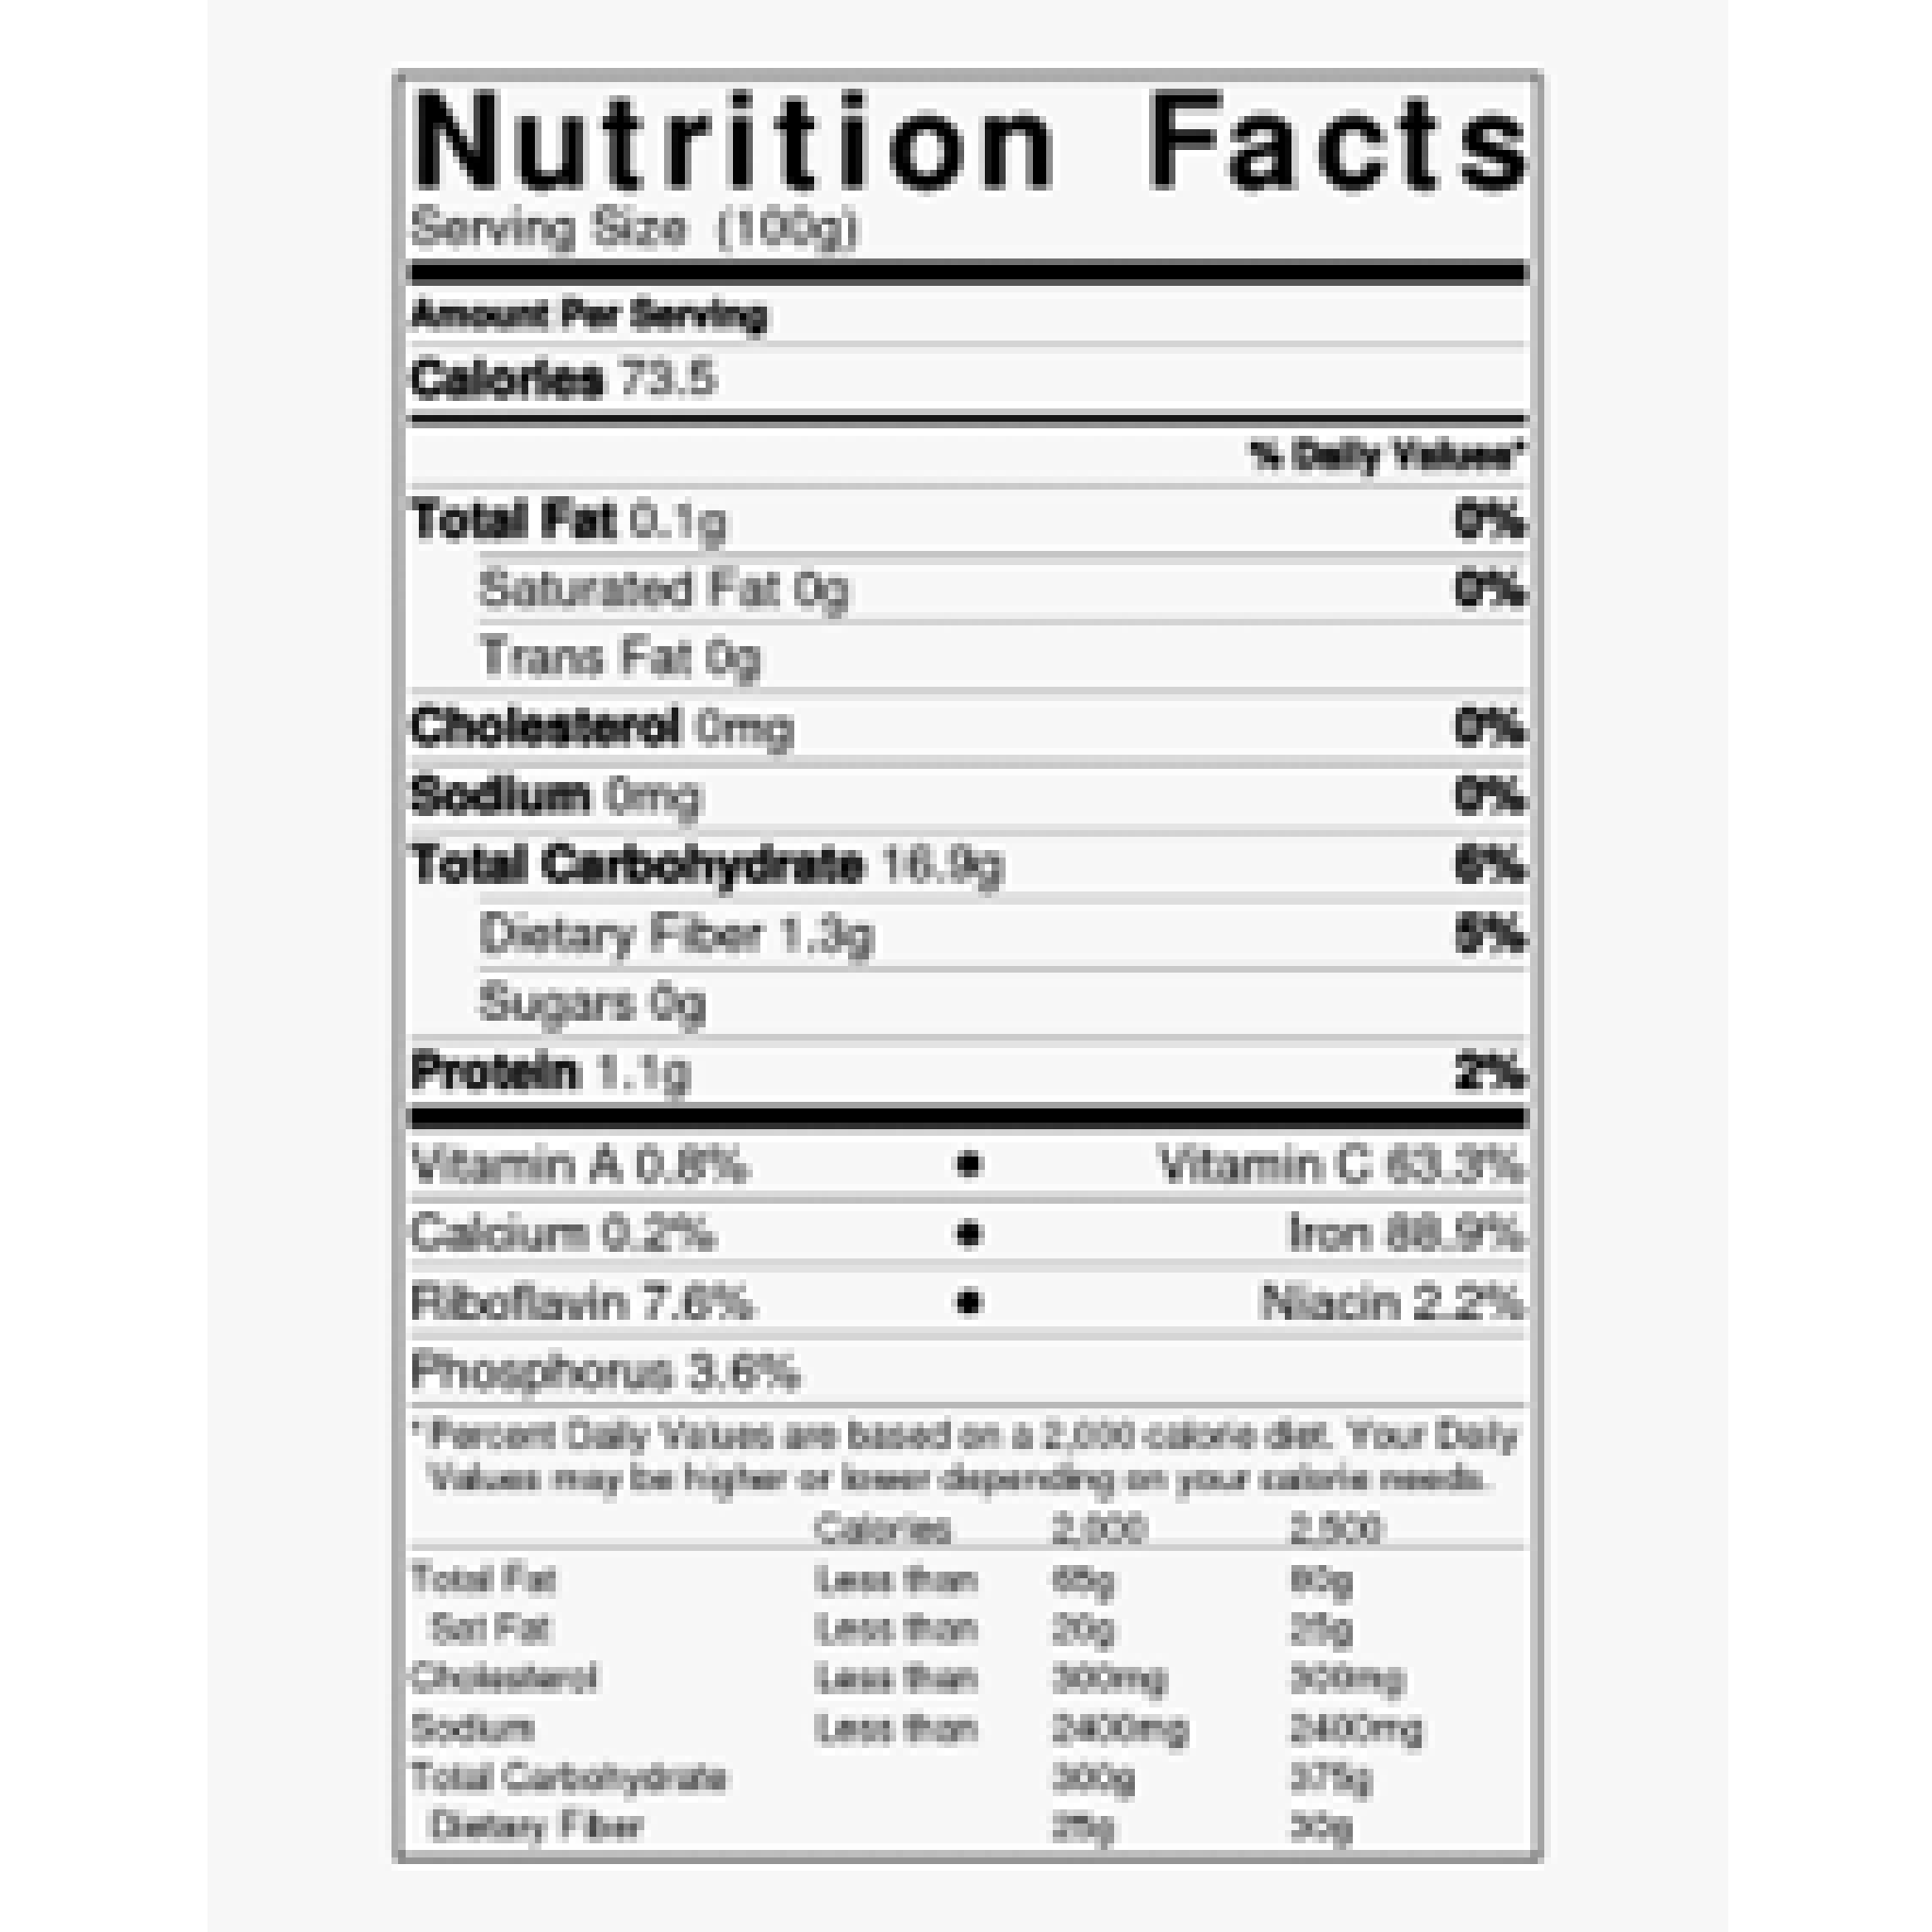 Nutrition Facts
Serving Size (100g)
Amount Per Serving
Calories 73.5
% Daily Values*
Total Fat 0.1g 0%
Saturated Fat 0g 0%
Trans Fat 0g
Cholesterol 0mg 0%
Sodium 0mg 0%
Total Carbohydrate 16.9g 6%
Dietary Fiber 1.3g 5%
Sugars 0g
Protein 1.1g 2%
Vitamin A 0.8% • Vitamin C 63.3%
Calcium 0.2% • Iron 88.9%
Riboflavin 7.6% • Niacin 2.2%
Phosphorus 3.6%
*Percent Daily Values are based on a 2,000 calorie diet. Your Daily
Values may be higher or lower depending on your calorie needs.
Calories 2,000 2,500
Total Fat Less than 65g 80g
Sat Fat Less than 20g 25g
Cholesterol Less than 300mg 300mg
Sodium Less than 2400mg 2400mg
Total Carbohydrate 300g 375g
Dietary Fiber 25g 30g